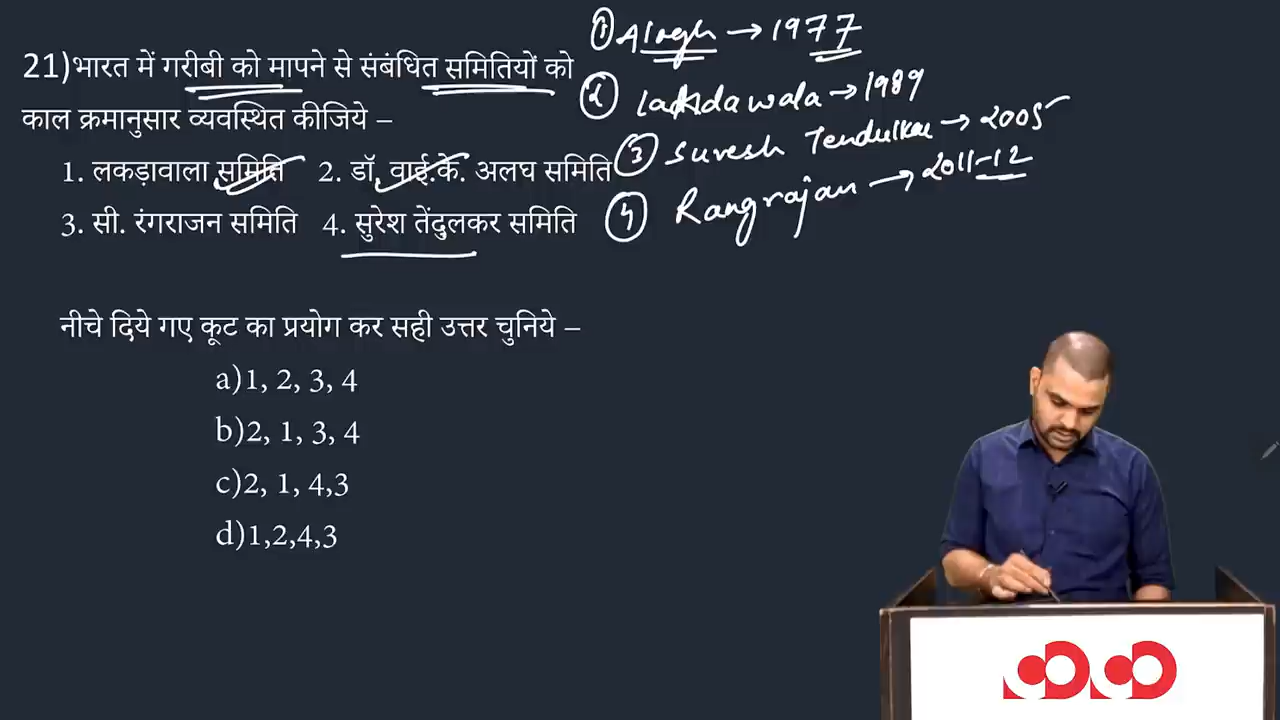 21)भारत में गरीबी को मापने से संबंधित समितियों को
काल क्रमानुसार व्यवस्थित कीजिये –
1. लकड़ावाला समिति 2. डॉ. वाई.के. अलघ समिति
3. सी. रंगराजन समिति 4. सुरेश तेंदुलकर समिति
① Alagh → 1977
② Lakdawala → 1989
③ Suresh Tendulkar → 2005
④ Rangrajan → 2011-12
नीचे दिये गए कूट का प्रयोग कर सही उत्तर चुनिये –
a)1, 2, 3, 4
b)2, 1, 3, 4
c)2, 1, 4,3
d)1,2,4,3